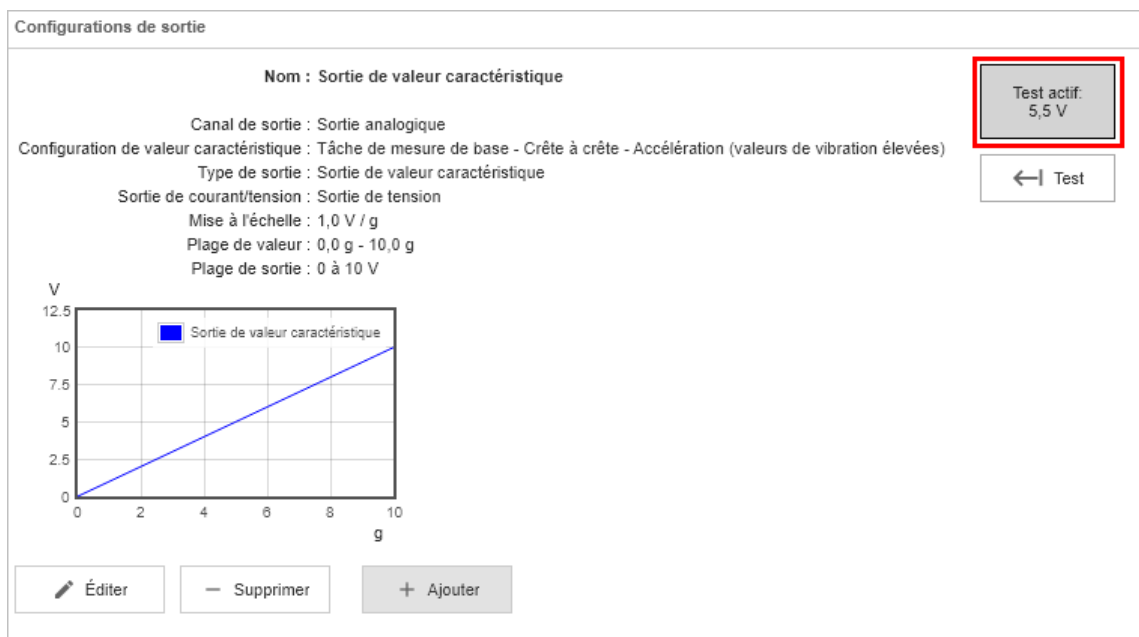 Configurations de sortie
Nom : Sortie de valeur caractéristique
Test actif:
5,5 V
Canal de sortie : Sortie analogique
Configuration de valeur caractéristique : Tâche de mesure de base - Crête à crête - Accélération (valeurs de vibration élevées)
Type de sortie : Sortie de valeur caractéristique
Test
Sortie de courant/tension : Sortie de tension
Mise à l'échelle : 1,0 V / g
Plage de valeur : 0,0 g - 10,0 g
Plage de sortie : 0 à 10 V
V
12.5
Sortie de valeur caractéristique
10
7.5
5
2.5
0
0 2 4 6 8 10
g
Éditer
Supprimer
Ajouter